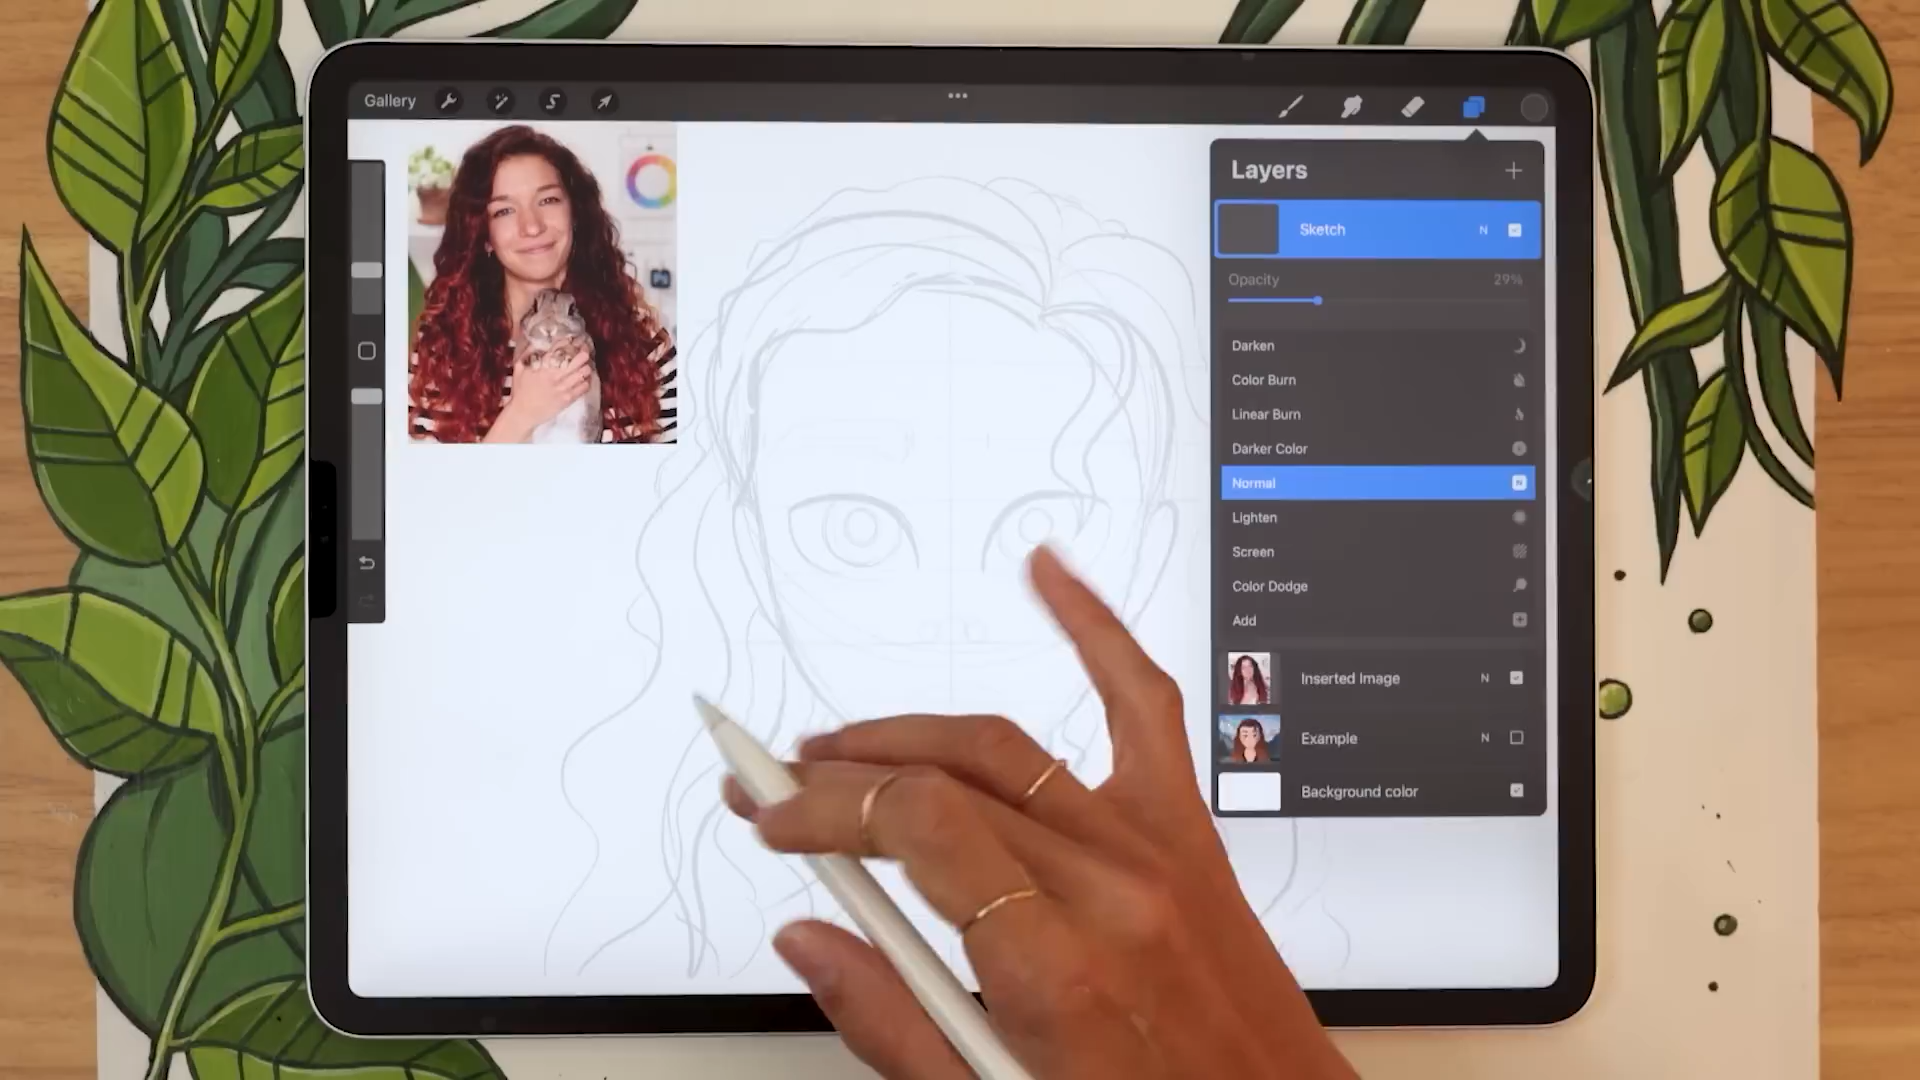 Gallery
Layers
Sketch N
Opacity 29%
Darken
Color Burn
Linear Burn
Darker Color
Normal N
Lighten
Screen
Color Dodge
Add
Inserted Image N
Example N
Background color
Ps